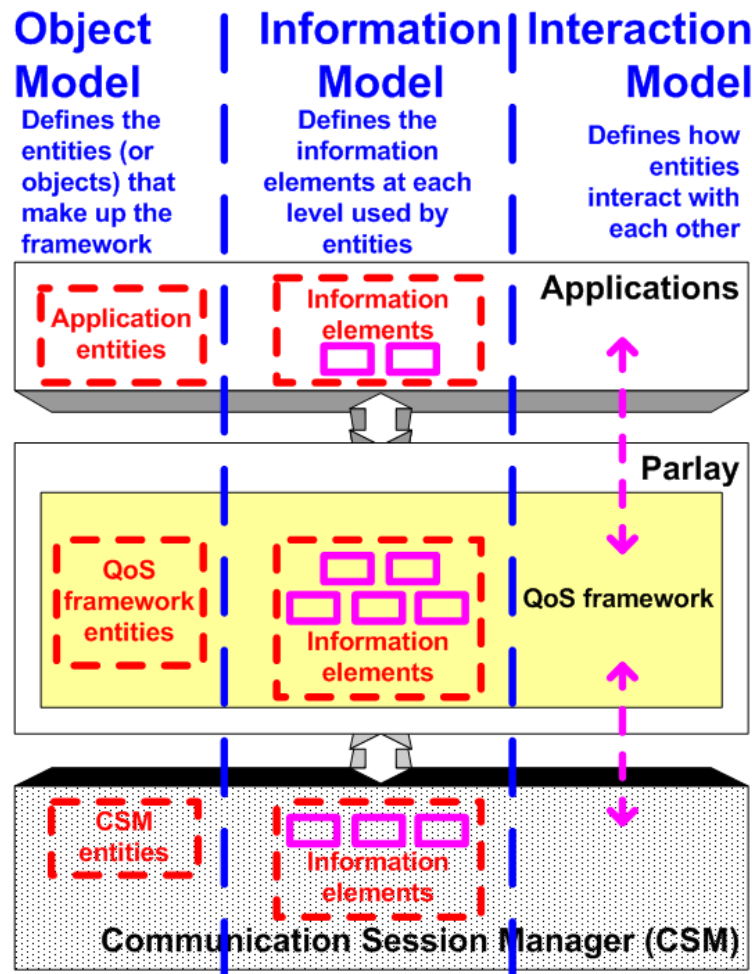 Object
Model
Defines the
entities (or
objects) that
make up the
framework
Information
Model
Defines the
information
elements at each
level used by
entities
Interaction
Model
Defines how
entities
interact with
each other
Applications
Application
entities
Information
elements
Parlay
QoS
framework
entities
Information
elements
QoS framework
CSM
entities
Information
elements
Communication Session Manager (CSM)